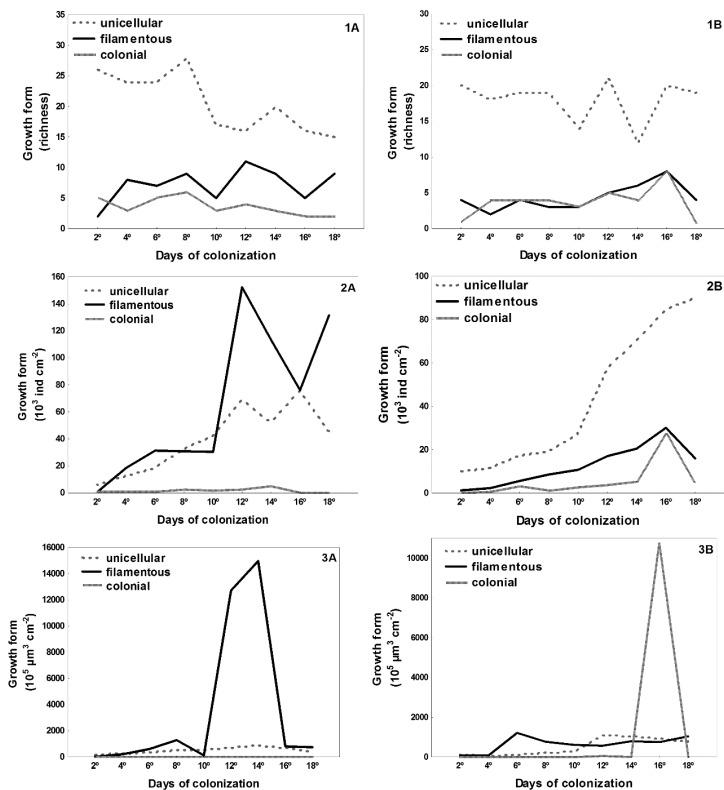 1A
unicellular
filamentous
colonial
Growth form
(richness)
35
30
25
20
15
10
5
0
2º 4º 6º 8º 10º 12º 14º 16º 18º
Days of colonization
1B
unicellular
filamentous
colonial
Growth form
(richness)
30
25
20
15
10
5
0
2º 4º 6º 8º 10º 12º 14º 16º 18º
Days of colonization
2A
unicellular
filamentous
colonial
Growth form
(10³ ind cm⁻²)
160
140
120
100
80
60
40
20
0
2º 4º 6º 8º 10º 12º 14º 16º 18º
Days of colonization
2B
unicellular
filamentous
colonial
Growth form
(10³ ind cm⁻²)
100
80
60
40
20
0
2º 4º 6º 8º 10º 12º 14º 16º 18º
Days of colonization
3A
unicellular
filamentous
colonial
Growth form
(10⁵ µm³ cm⁻²)
16000
14000
12000
10000
8000
6000
4000
2000
0
2º 4º 6º 8º 10º 12º 14º 16º 18º
Days of colonization
3B
unicellular
filamentous
colonial
Growth form
(10⁵ µm³ cm⁻²)
10000
8000
6000
4000
2000
0
2º 4º 6º 8º 10º 12º 14º 16º 18º
Days of colonization